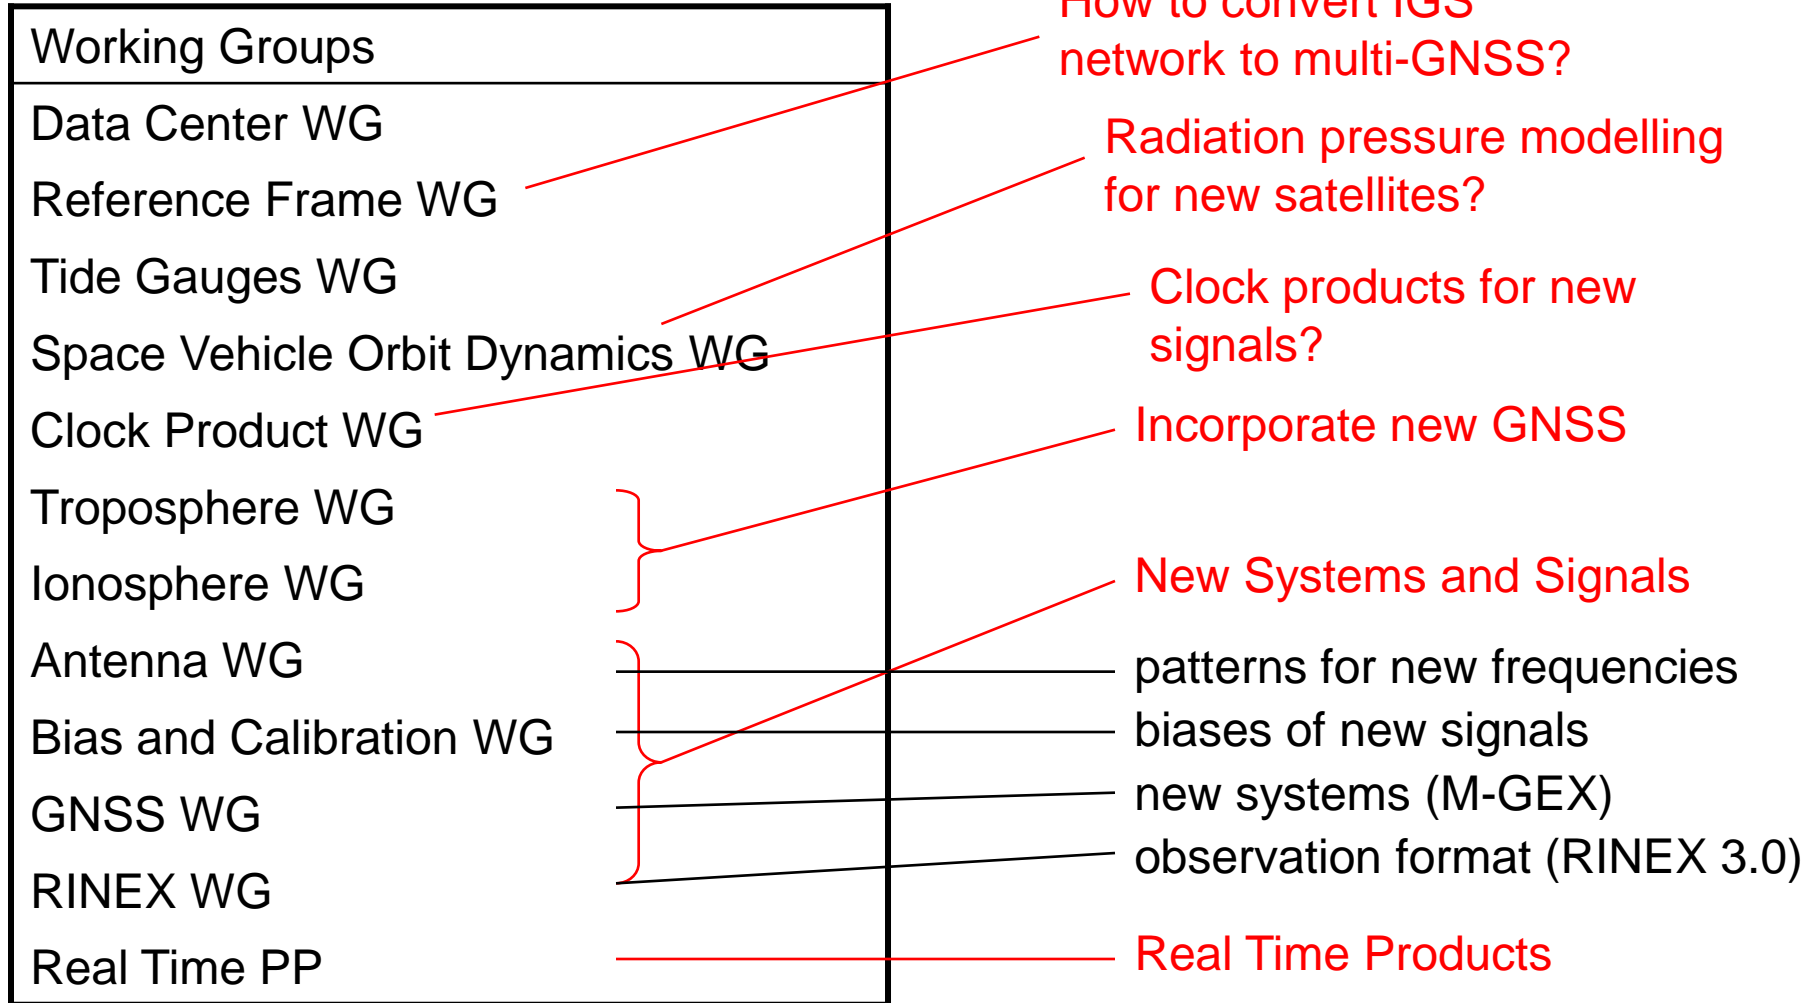 Working Groups
Data Center WG
Reference Frame WG
Tide Gauges WG
Space Vehicle Orbit Dynamics WG
Clock Product WG
Troposphere WG
Ionosphere WG
Antenna WG
Bias and Calibration WG
GNSS WG
RINEX WG
Real Time PP
How to convert IGS
network to multi-GNSS?
Radiation pressure modelling
for new satellites?
Clock products for new
signals?
Incorporate new GNSS
New Systems and Signals
patterns for new frequencies
biases of new signals
new systems (M-GEX)
observation format (RINEX 3.0)
Real Time Products